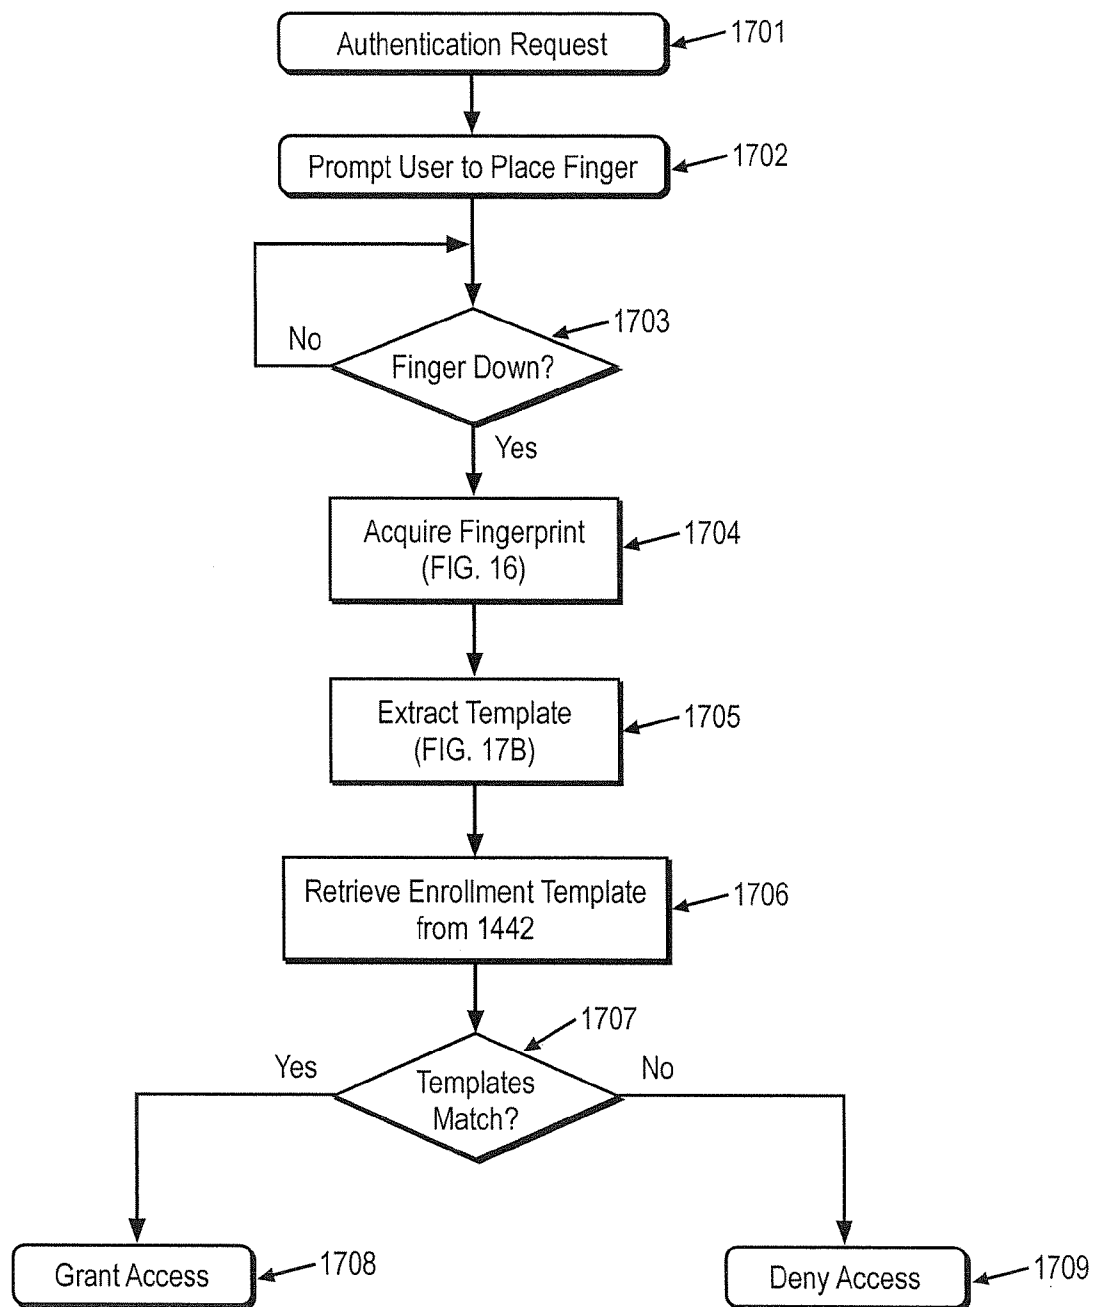 Authentication Request
1701
Prompt User to Place Finger
1702
1703
No
Finger Down?
Yes
Acquire Fingerprint
(FIG. 16)
1704
Extract Template
(FIG. 17B)
1705
Retrieve Enrollment Template
from 1442
1706
1707
Yes
No
Templates
Match?
Grant Access
1708
Deny Access
1709